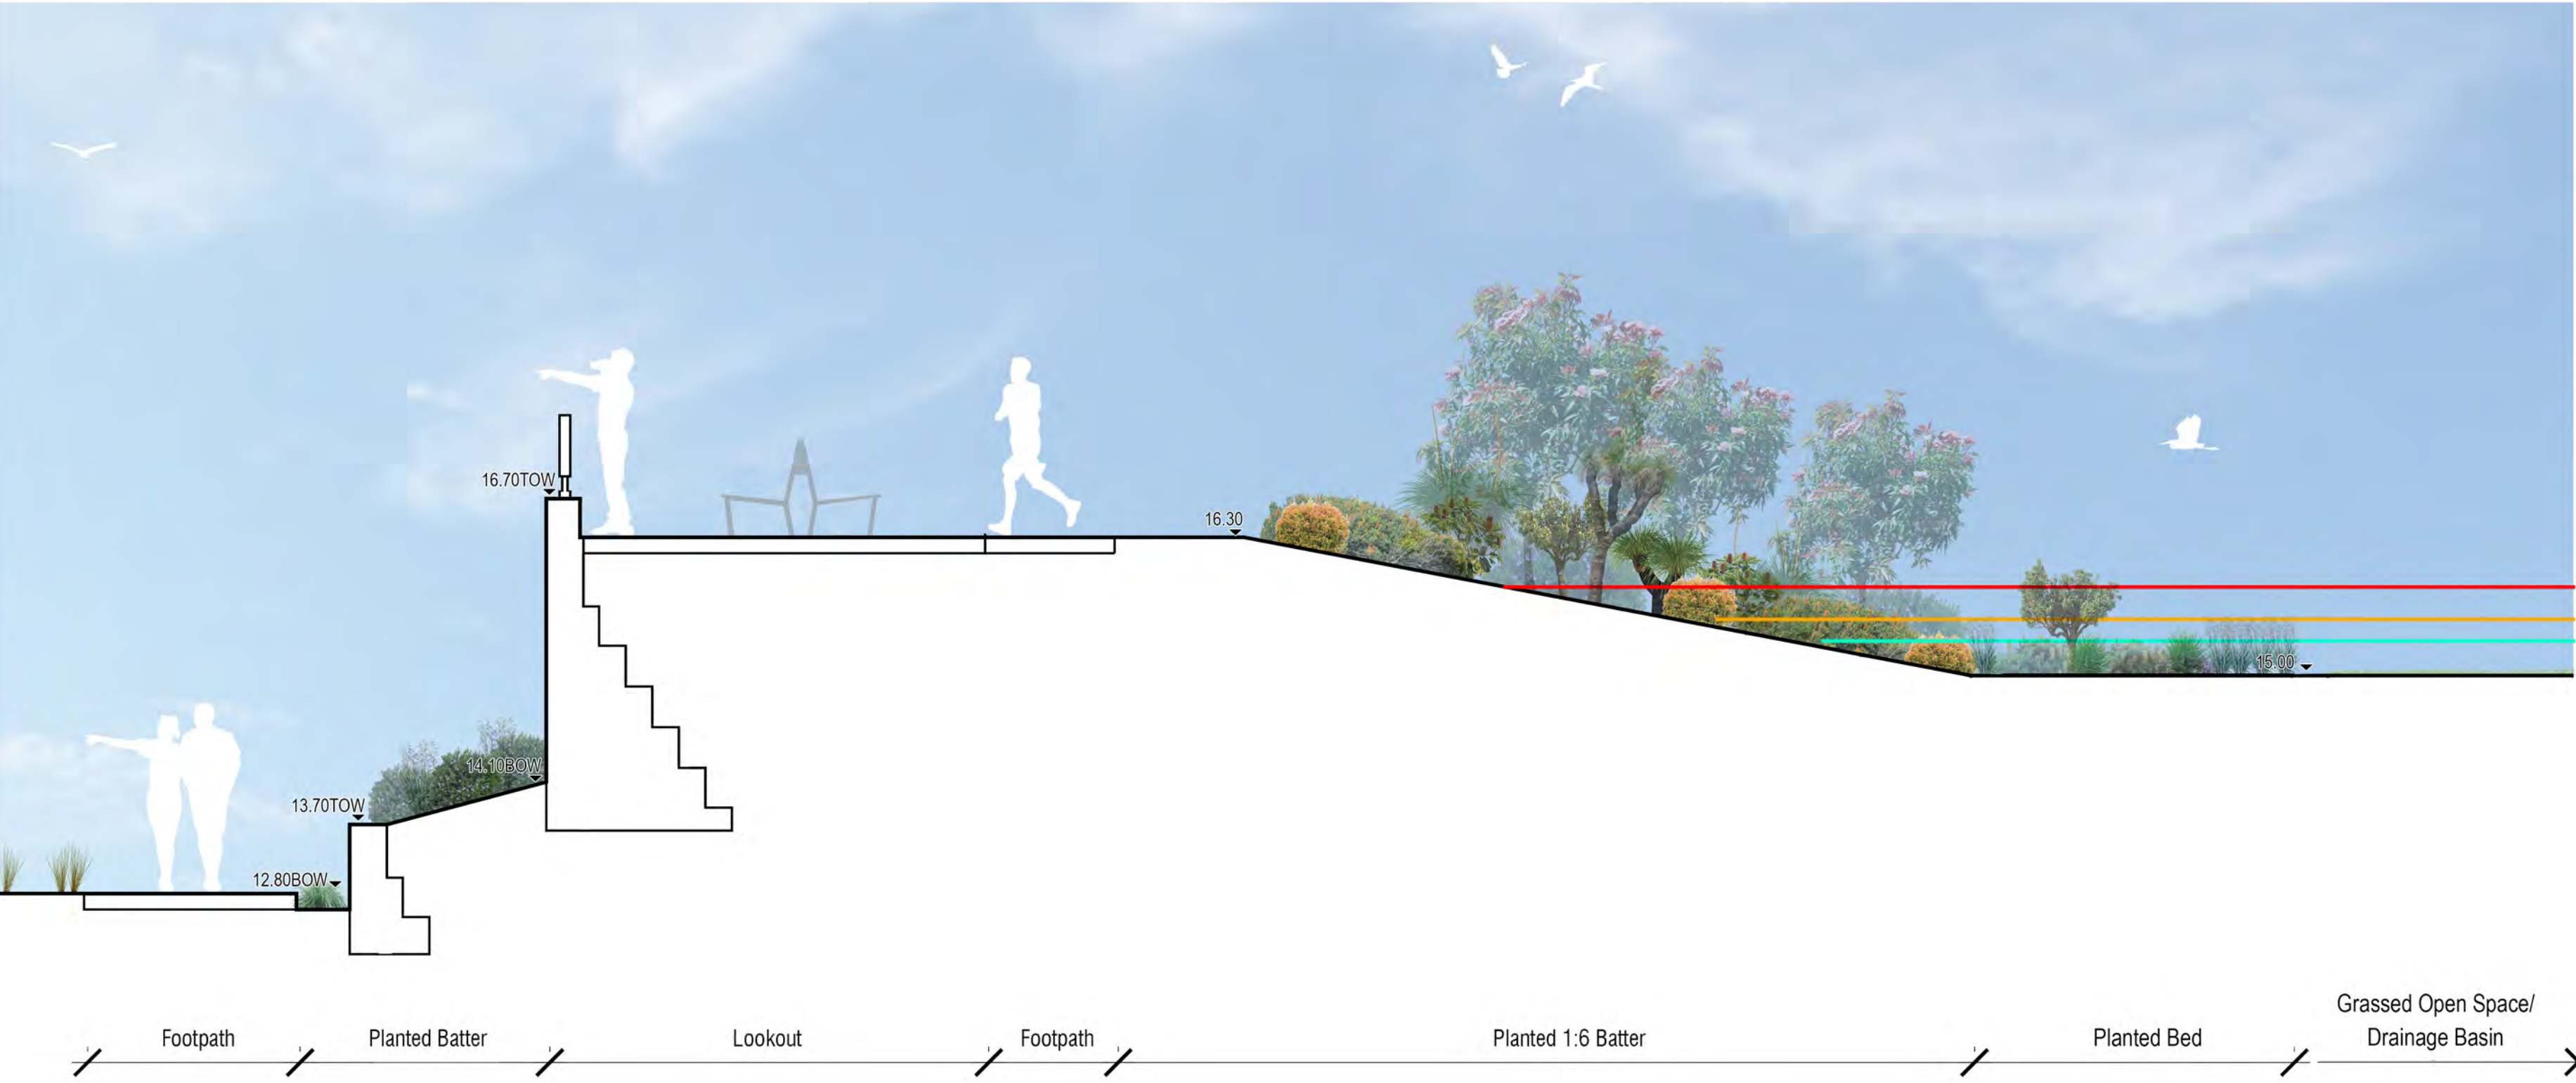 16.70TOW
16.30
15.00
14.10BOW
13.70TOW
12.80BOW
Footpath
Planted Batter
Lookout
Footpath
Planted 1:6 Batter
Planted Bed
Grassed Open Space/
Drainage Basin